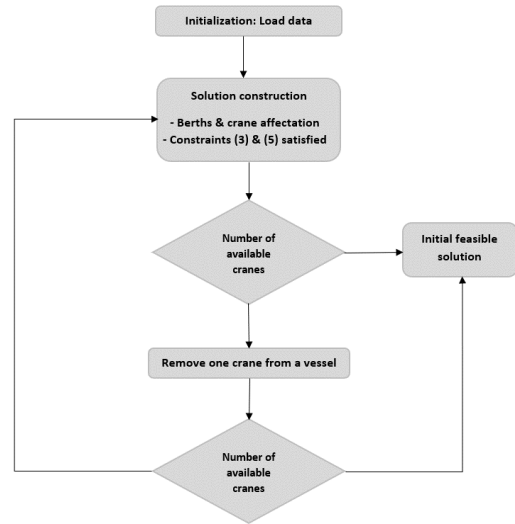 Initialization: Load data
Solution construction
- Berths & crane affectation
- Constraints (3) & (5) satisfied
Number of
available
cranes
Initial feasible
solution
Remove one crane from a vessel
Number of
available
cranes